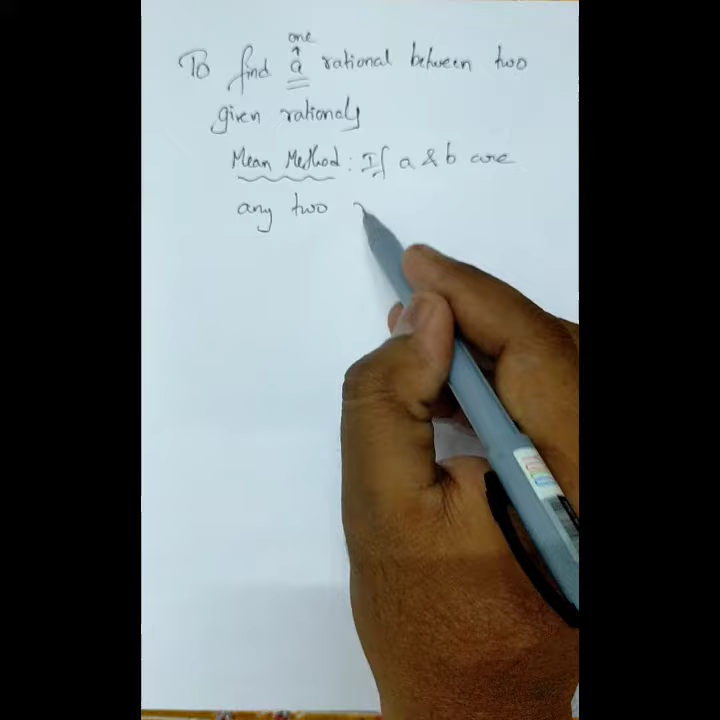 one
To find a rational between two
given rationals
Mean Method : If a & b are
any two